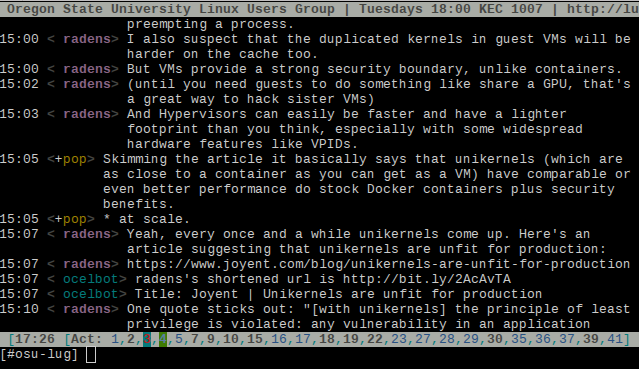 Oregon State University Linux Users Group | Tuesdays 18:00 KEC 1007 | http://lu
preempting a process.
15:00 < radens> I also suspect that the duplicated kernels in guest VMs will be
harder on the cache too.
15:00 < radens> But VMs provide a strong security boundary, unlike containers.
15:02 < radens> (until you need guests to do something like share a GPU, that's
a great way to hack sister VMs)
15:03 < radens> And Hypervisors can easily be faster and have a lighter
footprint than you think, especially with some widespread
hardware features like VPIDs.
15:05 <+pop> Skimming the article it basically says that unikernels (which are
as close to a container as you can get as a VM) have comparable or
even better performance do stock Docker containers plus security
benefits.
15:05 <+pop> * at scale.
15:07 < radens> Yeah, every once and a while unikernels come up. Here's an
article suggesting that unikernels are unfit for production:
15:07 < radens> https://www.joyent.com/blog/unikernels-are-unfit-for-production
15:07 < ocelbot> radens's shortened url is http://bit.ly/2AcAvTA
15:07 < ocelbot> Title: Joyent | Unikernels are unfit for production
15:10 < radens> One quote sticks out: "[with unikernels] the principle of least
privilege is violated: any vulnerability in an application
[17:26 [Act: 1,2,3,4,5,7,9,10,15,16,17,18,19,22,23,27,28,29,30,35,36,37,39,41]
[#osu-lug]